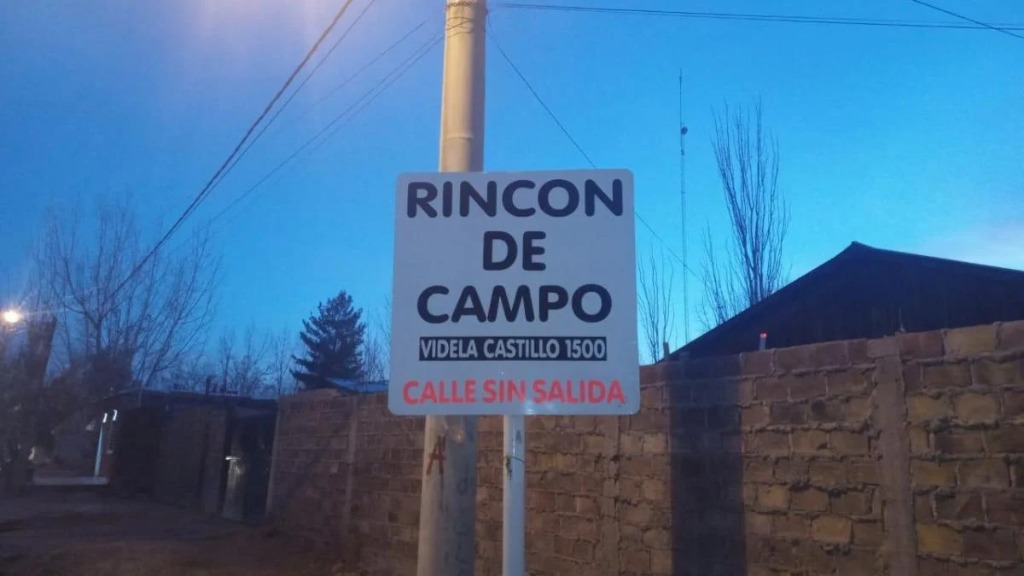 RINCON
DE
CAMPO
VIDELA CASTILLO 1500
CALLE SIN SALIDA
A